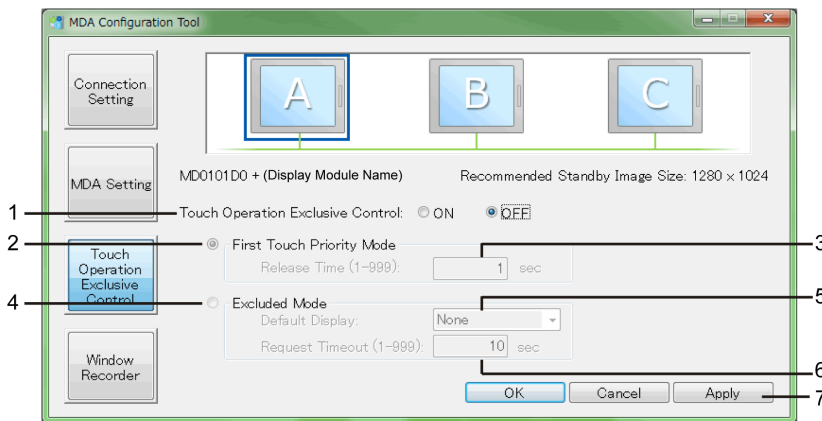 MDA Configuration Tool
A B C
Connection
Setting
MD0101D0 + (Display Module Name) Recommended Standby Image Size: 1280 x 1024
MDA Setting
1 Touch Operation Exclusive Control: ON OFF
2 First Touch Priority Mode 3
Touch
Operation
Exclusive
Control
Release Time (1-999): 1 sec
4 Excluded Mode 5
Default Display: None
Request Timeout (1-999): 10 sec
Window
Recorder
6
OK Cancel Apply 7